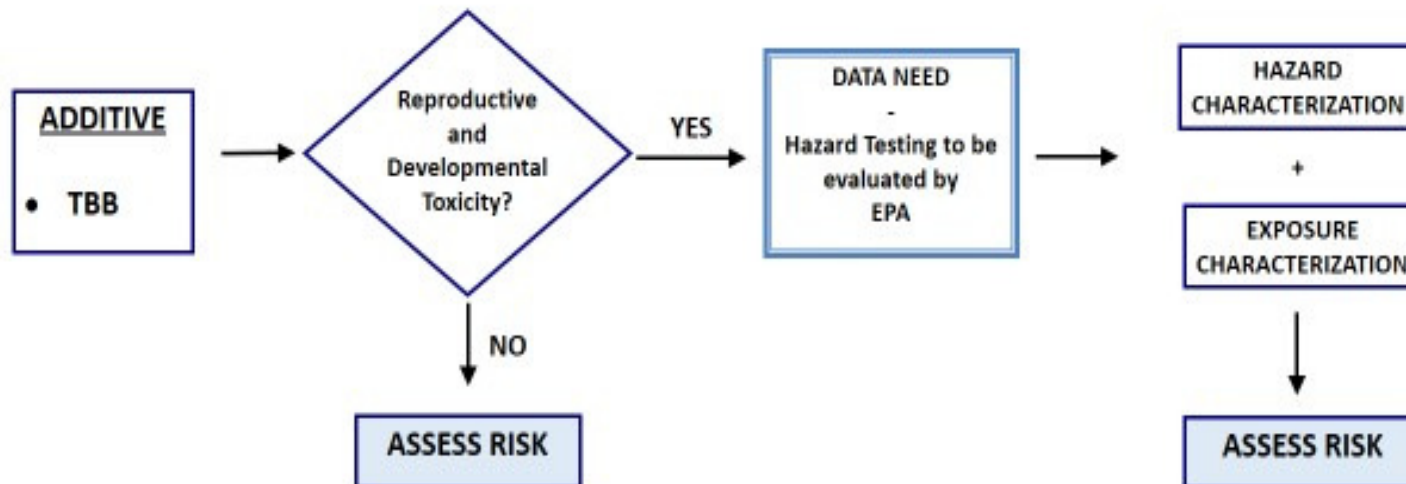 ADDITIVE
• TBB
Reproductive
and
Developmental
Toxicity?
YES
NO
ASSESS RISK
DATA NEED
-
Hazard Testing to be
evaluated by
EPA
HAZARD
CHARACTERIZATION
+
EXPOSURE
CHARACTERIZATION
ASSESS RISK